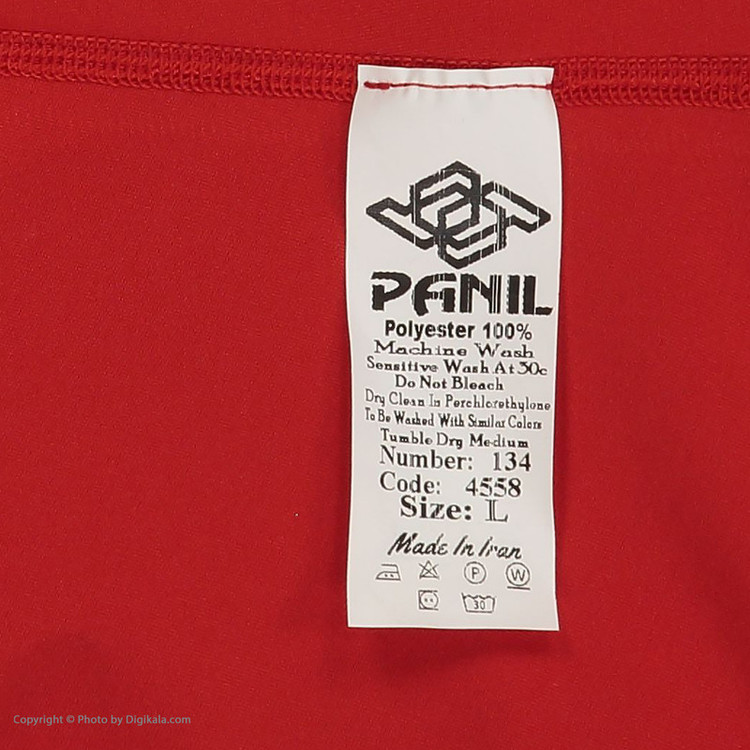 PANIL
Polyester 100%
Machine Wash
Sensitive Wash At 30c
Do Not Bleach
Dry Clean In Perchlorethylone
To Be Washed With Similar Colors
Tumble Dry Medium
Number: 134
Code: 4558
Size: L
Made In Iran
P W
30
Copyright © Photo by Digikala.com